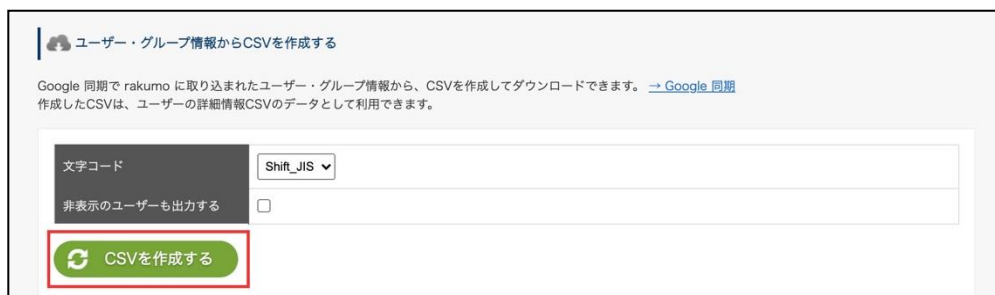 ユーザー・グループ情報からCSVを作成する
Google 同期で rakumo に取り込まれたユーザー・グループ情報から、CSVを作成してダウンロードできます。 → Google 同期
作成したCSVは、ユーザーの詳細情報CSVのデータとして利用できます。
文字コード Shift_JIS
非表示のユーザーも出力する
CSVを作成する